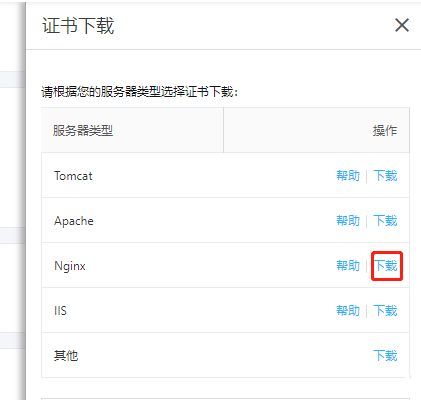 证书下载
请根据您的服务器类型选择证书下载：
服务器类型 操作
Tomcat 帮助 | 下载
Apache 帮助 | 下载
Nginx 帮助 | 下载
IIS 帮助 | 下载
其他 下载